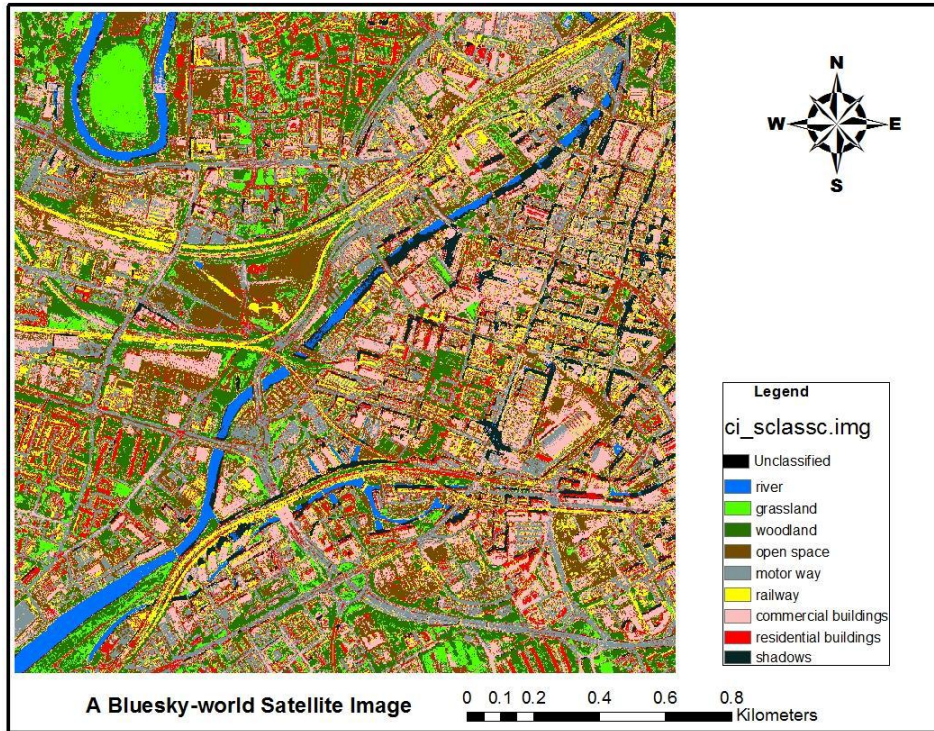 N
W E
S
Legend
ci_sclassc.img
Unclassified
river
grassland
woodland
open space
motor way
railway
commercial buildings
residential buildings
shadows
A Bluesky-world Satellite Image
0 0.1 0.2 0.4 0.6 0.8
Kilometers